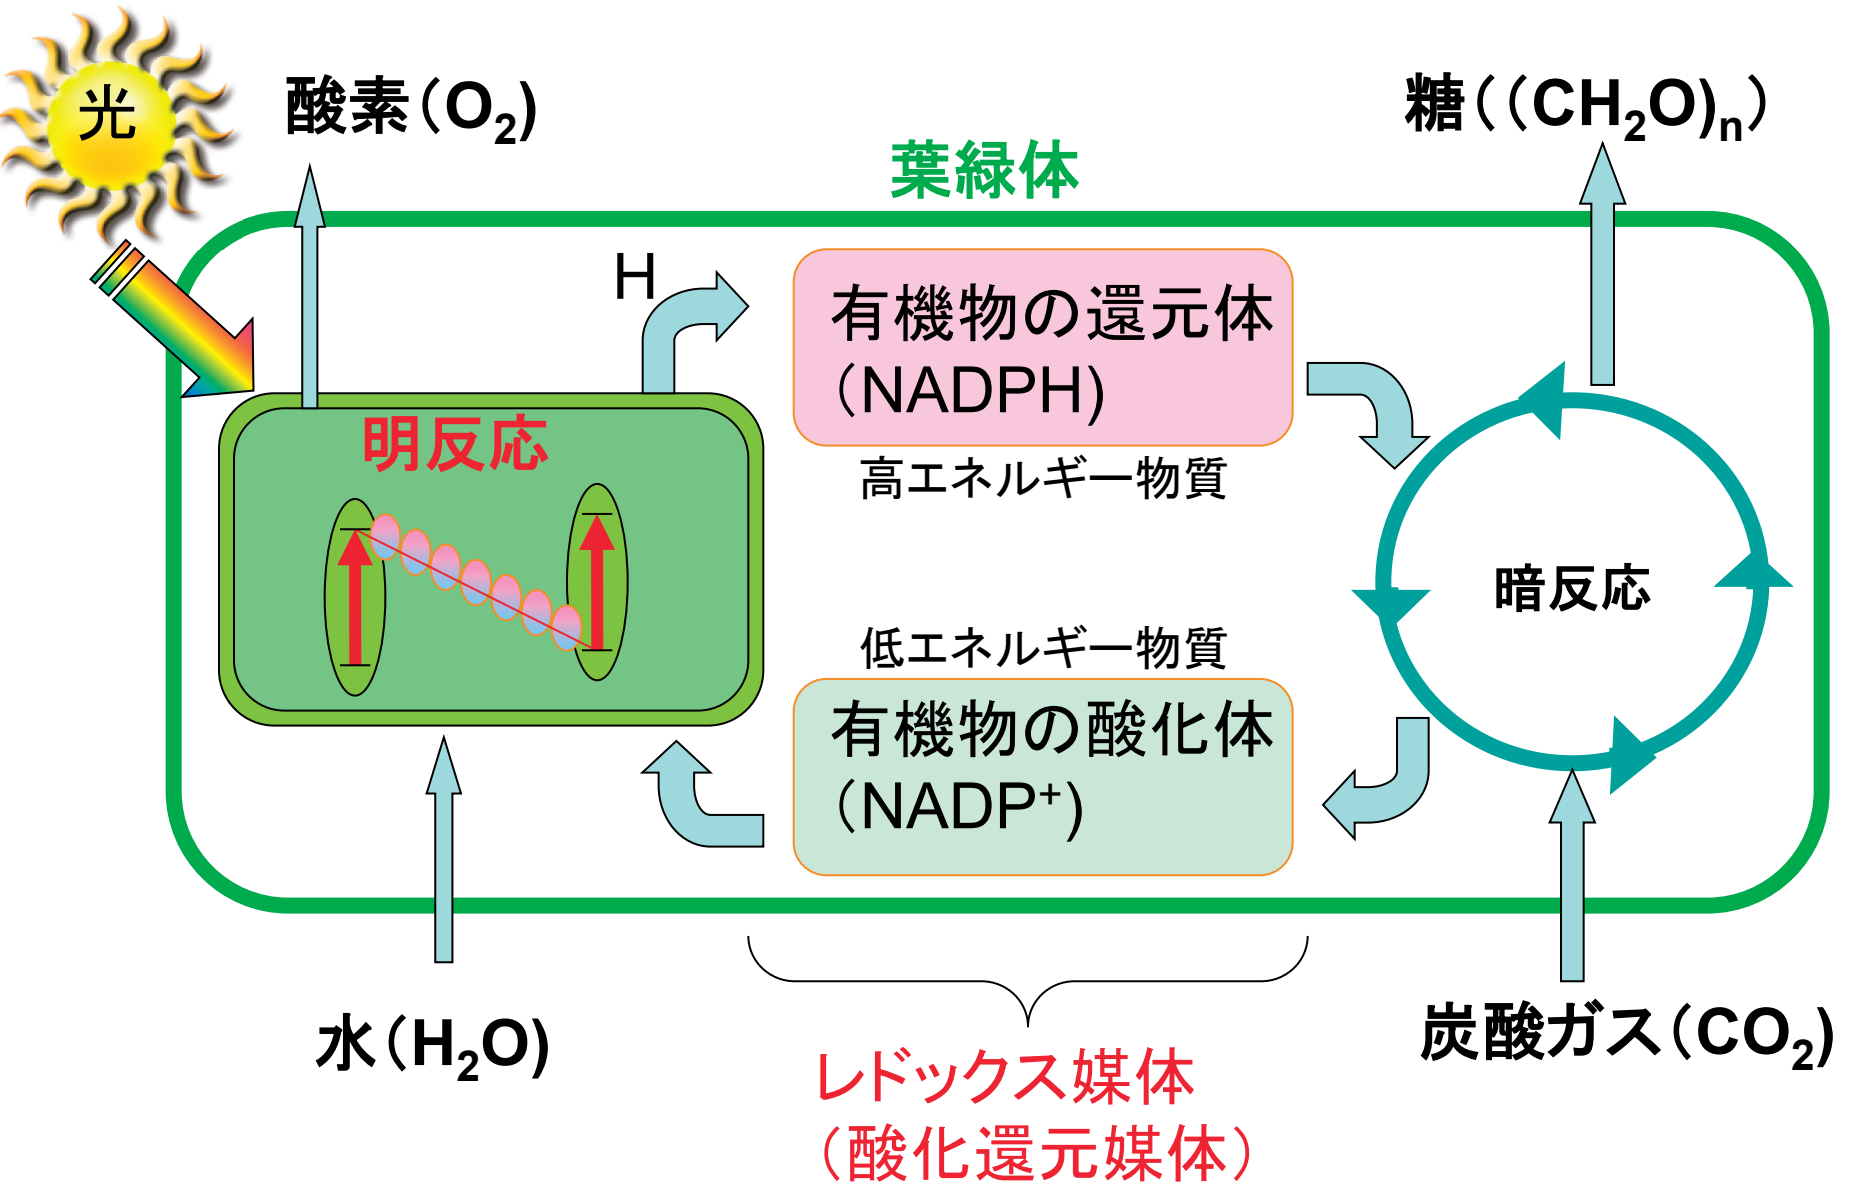 光
酸素（O2)
糖（（CH2O)n）
葉緑体
H
有機物の還元体
（NADPH)
高エネルギー物質
明反応
暗反応
低エネルギー物質
有機物の酸化体
（NADP+)
水（H2O)
炭酸ガス（CO2)
レドックス媒体
（酸化還元媒体）